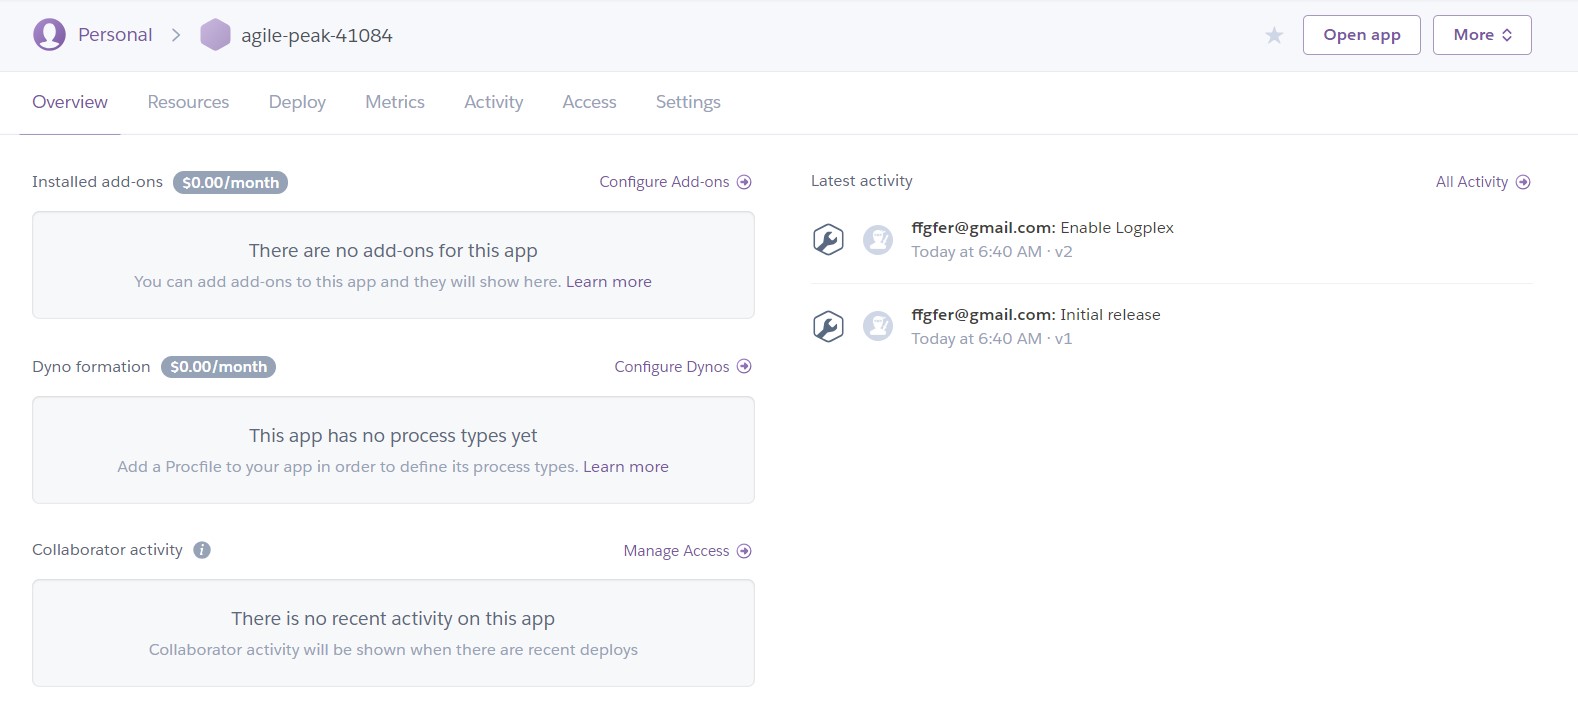 Personal
agile-peak-41084
Open app
More
Overview
Resources
Deploy
Metrics
Activity
Access
Settings
Installed add-ons
$0.00/month
Configure Add-ons
There are no add-ons for this app
You can add add-ons to this app and they will show here. Learn more
Dyno formation
$0.00/month
Configure Dynos
This app has no process types yet
Add a Procfile to your app in order to define its process types. Learn more
Collaborator activity
Manage Access
There is no recent activity on this app
Collaborator activity will be shown when there are recent deploys
Latest activity
All Activity
ffgfer@gmail.com: Enable Logplex
Today at 6:40 AM · v2
ffgfer@gmail.com: Initial release
Today at 6:40 AM · v1